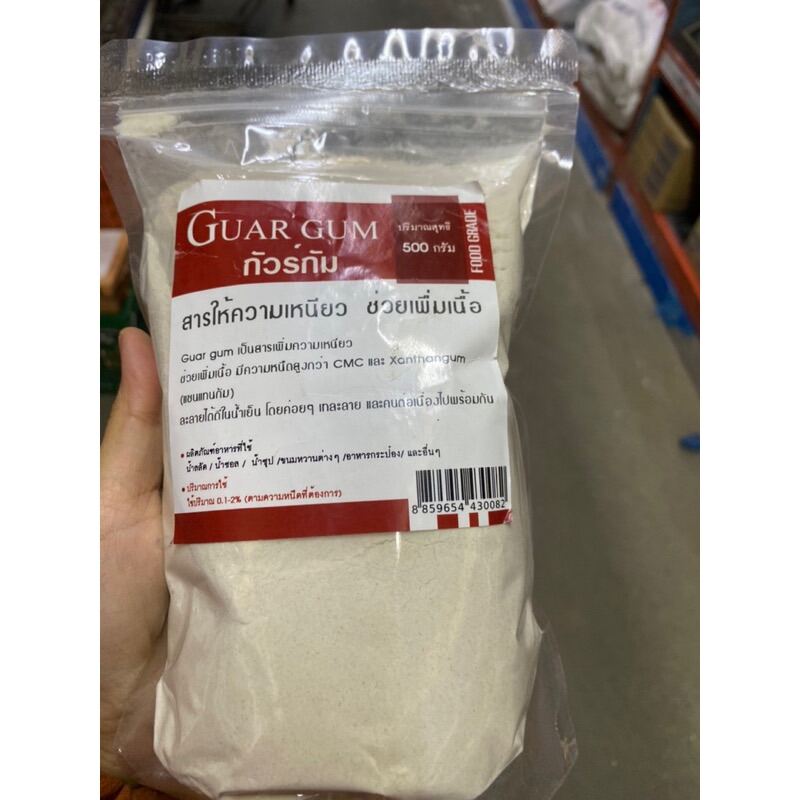 GUAR GUM
กัวร์กัม
ปริมาณสุทธิ
500 กรัม
FOOD GRADE
สารให้ความเหนียว ช่วยเพิ่มเนื้อ
Guar gum เป็นสารเพิ่มความเหนียว
ช่วยเพิ่มเนื้อ มีความหนืดสูงกว่า CMC และ Xanthangum
(แซนแทนกัม)
ละลายได้ดีในน้ำเย็น โดยค่อยๆ เทละลาย และคนต่อเนื่องไปพร้อมกัน
• ผลิตภัณฑ์อาหารที่ใช้
น้ำสลัด / น้ำซอส / น้ำซุป /ขนมหวานต่างๆ /อาหารกระป๋อง/ และอื่นๆ
• ปริมาณการใช้
ใช้ปริมาณ 0.1-2% (ตามความหนืดที่ต้องการ)
8 859654 430082